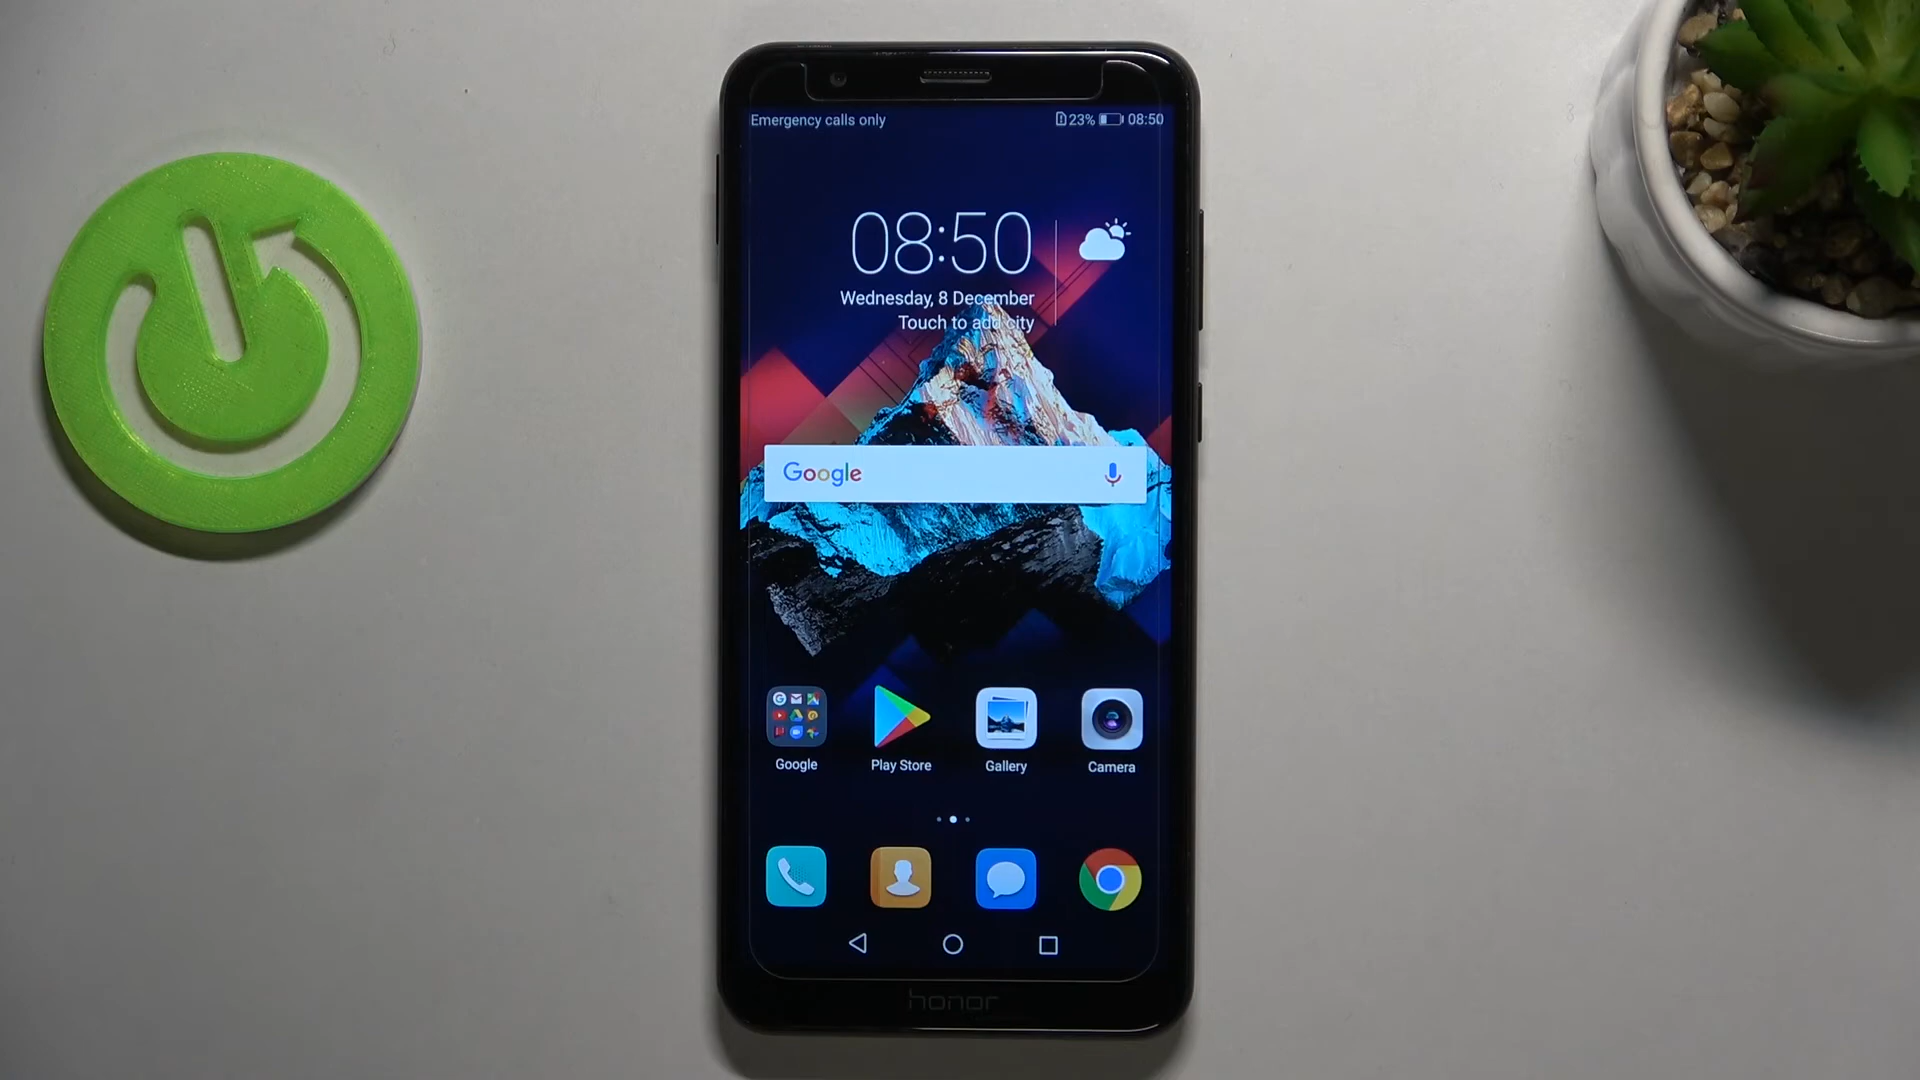 Emergency calls only
23% 08:50
08:50
Wednesday, 8 December
Touch to add city
Google
Google
Play Store
Gallery
Camera
honor